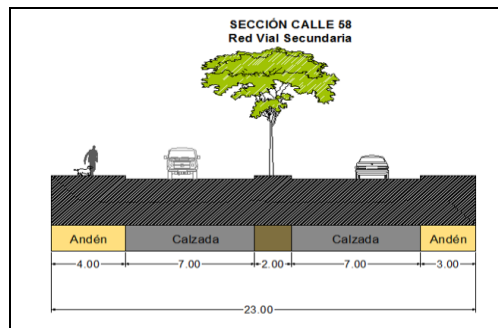 SECCIÓN CALLE 58
Red Vial Secundaria
Andén Calzada Calzada Andén
4.00 7.00 2.00 7.00 3.00
23.00